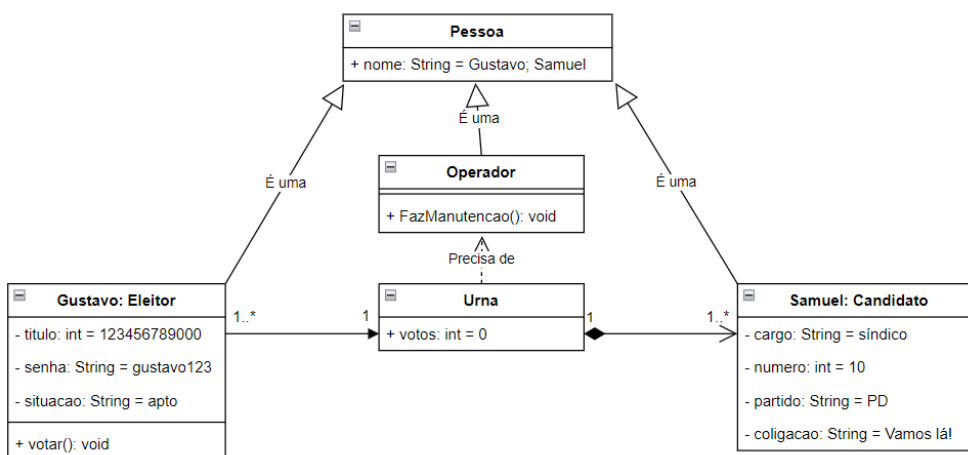 Pessoa
+ nome: String = Gustavo; Samuel
É uma
É uma
É uma
Operador
+ FazManutencao(): void
Precisa de
Gustavo: Eleitor
- titulo: int = 123456789000
- senha: String = gustavo123
- situacao: String = apto
+ votar(): void
1..*
1
Urna
+ votos: int = 0
1
1..*
Samuel: Candidato
- cargo: String = síndico
- numero: int = 10
- partido: String = PD
- coligacao: String = Vamos lá!